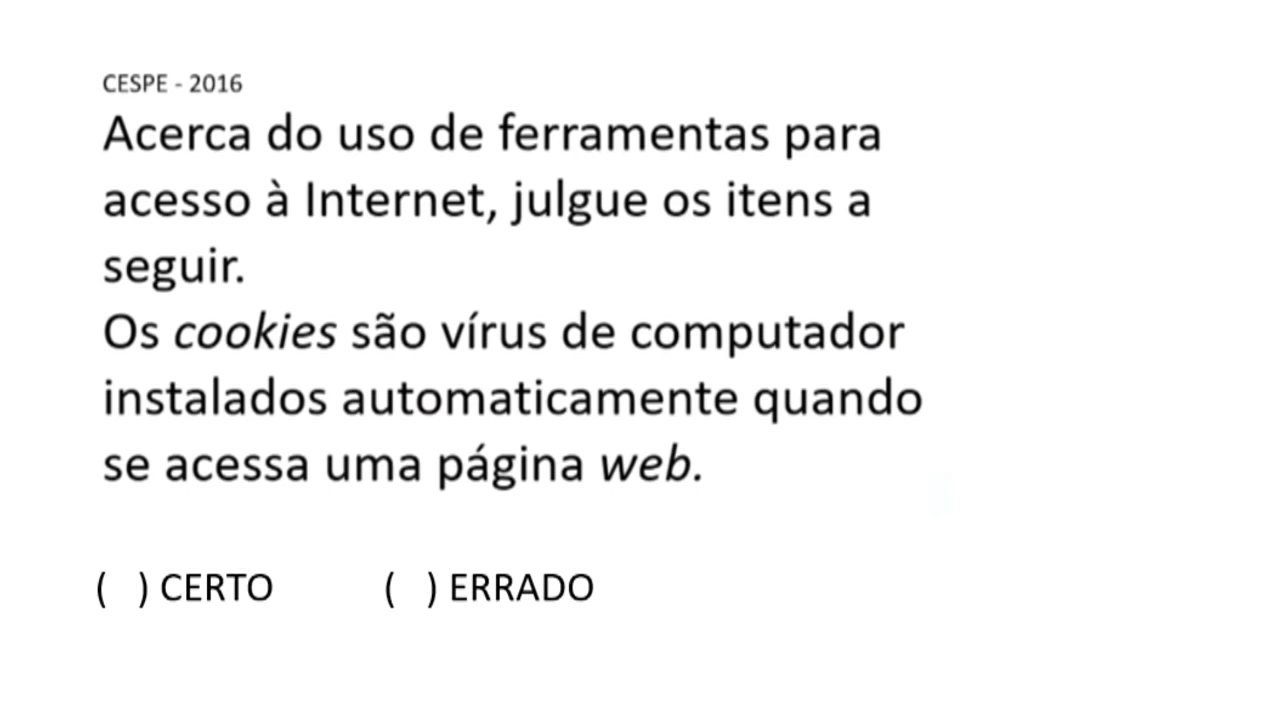 CESPE - 2016
Acerca do uso de ferramentas para
acesso à Internet, julgue os itens a
seguir.
Os cookies são vírus de computador
instalados automaticamente quando
se acessa uma página web.
(   ) CERTO          (   ) ERRADO